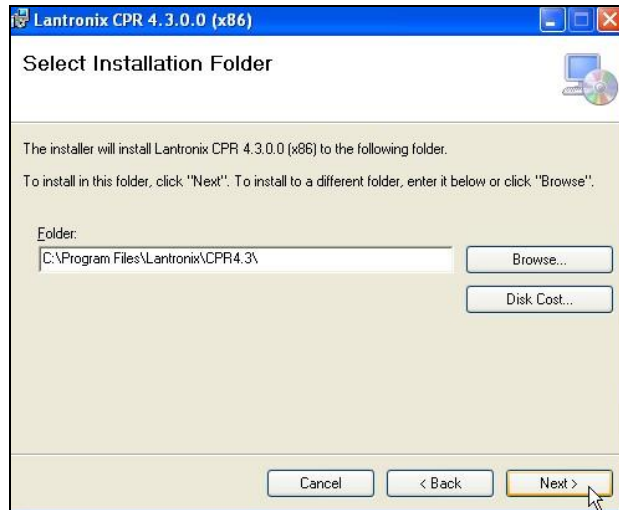 Lantronix CPR 4.3.0.0 (x86)
Select Installation Folder
The installer will install Lantronix CPR 4.3.0.0 (x86) to the following folder.
To install in this folder, click "Next". To install to a different folder, enter it below or click "Browse".
Folder:
C:\Program Files\Lantronix\CPR4.3\
Browse...
Disk Cost...
Cancel
< Back
Next >